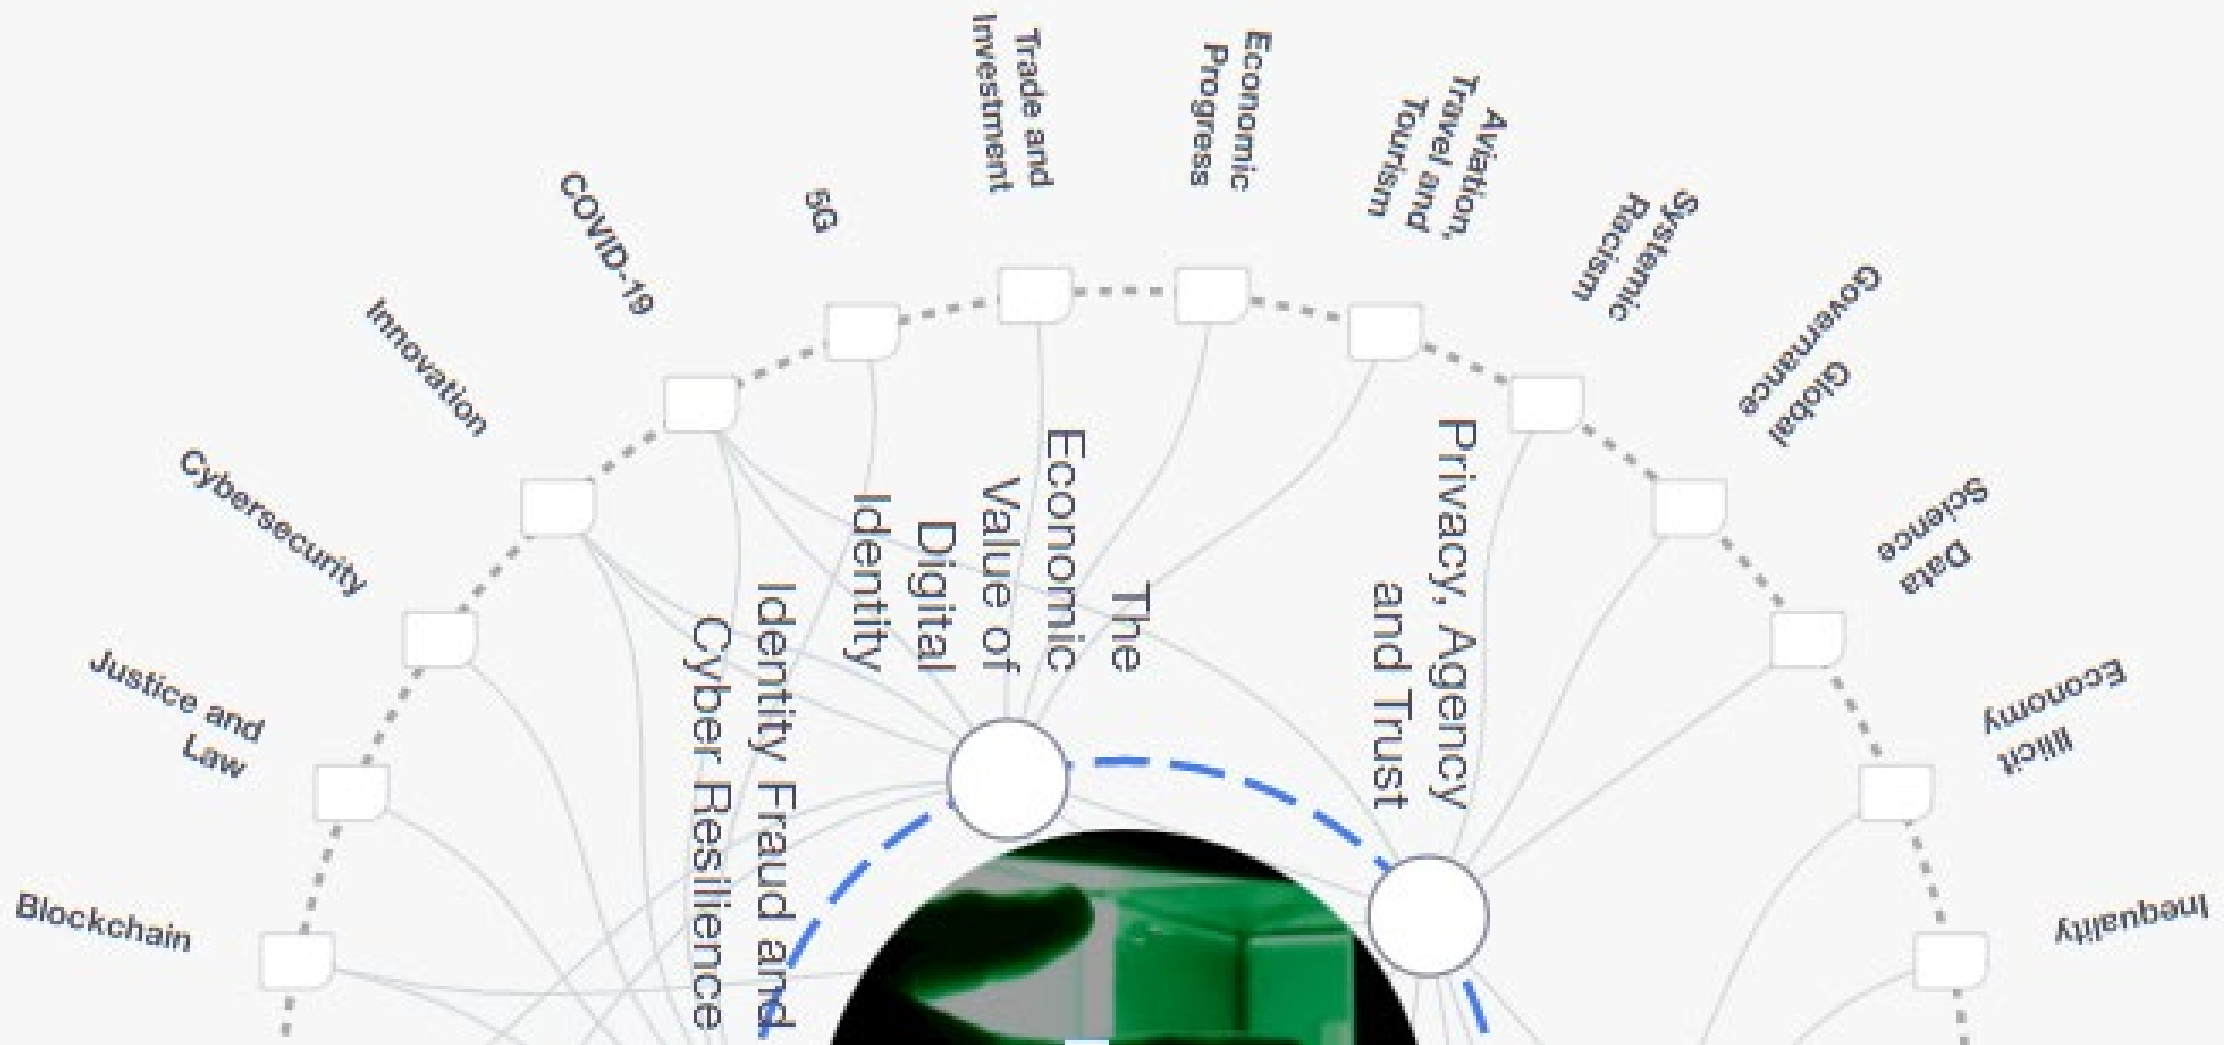 Blockchain
Justice and
Law
Cybersecurity
Innovation
COVID-19
5G
Trade and
Investment
Economic
Progress
Aviation,
Travel and
Tourism
Systemic
Racism
Global
Governance
Data
Science
Illicit
Economy
Inequality
The
Economic
Value of
Digital
Identity
Privacy, Agency
and Trust
Identity Fraud and
Cyber Resilience